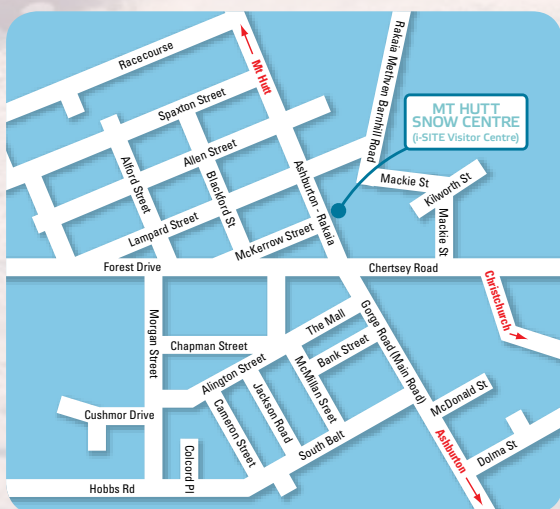 Racecourse
Mt Hutt
Rakaia Methven Barnhill Road
Spaxton Street
MT HUTT
SNOW CENTRE
(i-SITE Visitor Centre)
Allen Street
Alford Street
Blackford St
Ashburton - Rakaia
Mackie St
Kilworth St
Lampard Street
McKerrow Street
Mackie St
Forest Drive
Chertsey Road
Christchurch
Morgan Street
The Mall
Gorge Road (Main Road)
Chapman Street
Bank Street
Alington Street
McMillan Sreet
Jackson Road
Cameron Street
McDonald St
Cushmor Drive
South Belt
Ashburton
Dolma St
Colcord Pl
Hobbs Rd